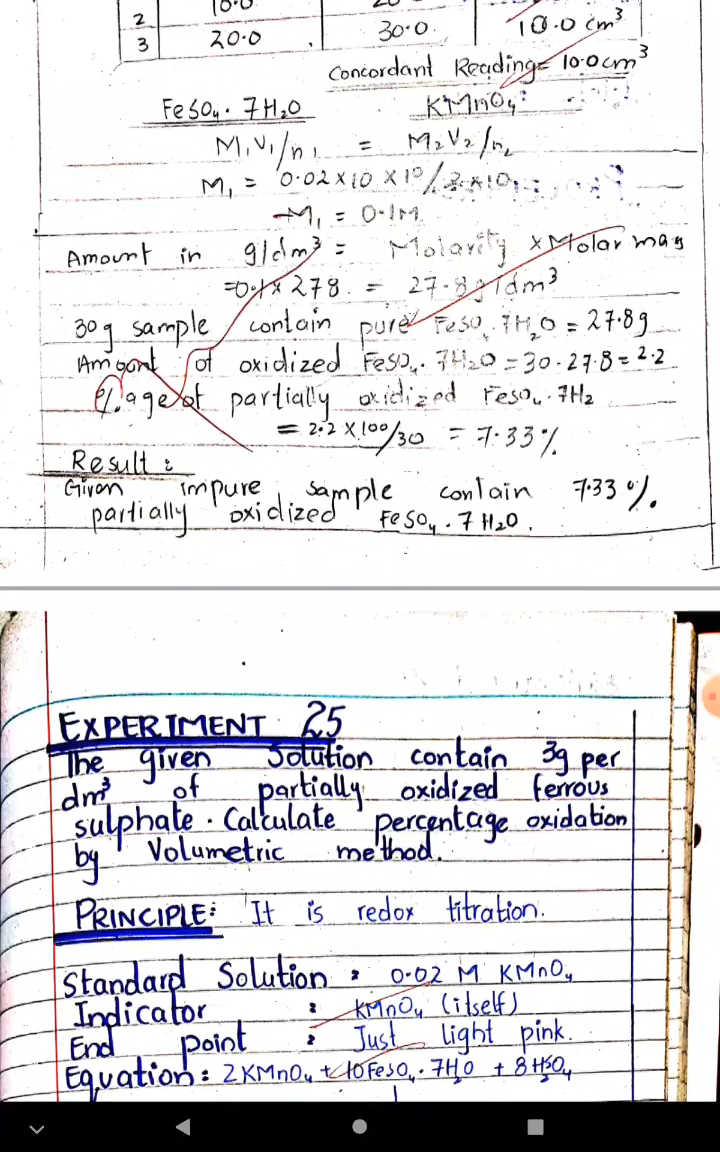 2
3 20.0 30.0 10.0 cm³
Concordant Reading = 10.0 cm³
FeSO₄. 7H₂O KMnO₄:
M₁V₁/n₁ = M₂V₂/n₂
M₁ = 0.02 x 10 x 10/2 x 10
M₁ = 0.1M
Amount in g/dm³ = Molarity x Molar mass
=0.1 x 278 = 27.8g/dm³
30g sample contain pure FeSO₄.7H₂O = 27.8g
Amount of oxidized FeSO₄. 7H₂O = 30-27.8 = 2.2
%age of partially oxidized FeSO₄. 7H₂
= 2.2 x 100/30 = 7.33%
Result :
Given impure sample contain 7.33%.
partially oxidized FeSO₄. 7H₂O.
EXPERIMENT 25
The given Solution contain 3g per
dm³ of partially oxidized ferrous
sulphate. Calculate percentage oxidation
by Volumetric method.
PRINCIPLE: It is redox titration.
Standard Solution : 0.02 M KMnO₄
Indicator : KMnO₄ (itself)
End point : Just light pink.
Equation: 2KMnO₄ + 10FeSO₄. 7H₂O + 8H₂SO₄